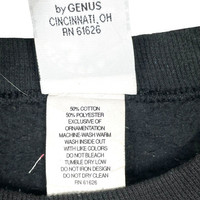 by GENUS
CINCINNATI, OH
RN 61626
50% COTTON
50% POLYESTER
EXCLUSIVE OF
ORNAMENTATION
MACHINE-WASH WARM
WASH INSIDE OUT
WITH LIKE COLORS
DO NOT BLEACH
TUMBLE DRY LOW
DO NOT IRON DESIGN
DO NOT DRY CLEAN
RN 61626